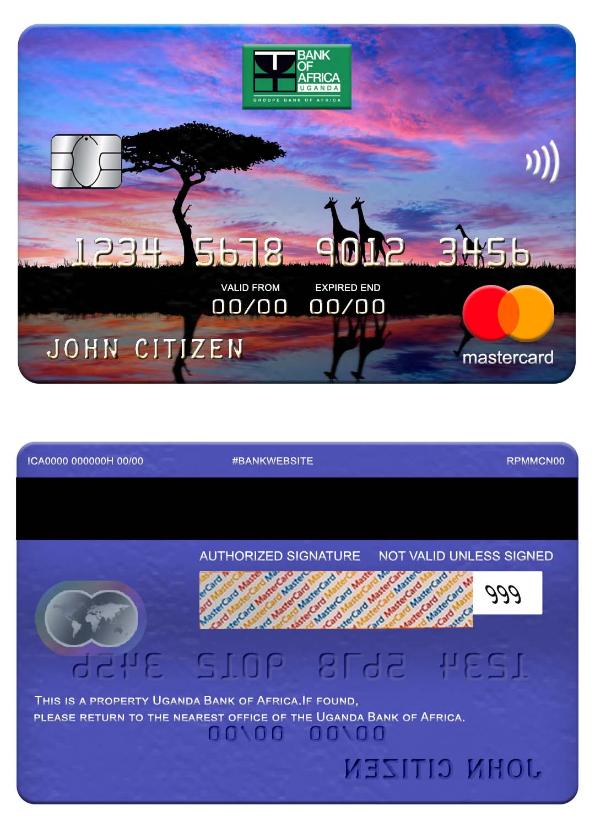 BANK
OF
AFRICA
UGANDA
GROUPE BANK OF AFRICA
1234 5678 9012 3456
VALID FROM EXPIRED END
00/00 00/00
JOHN CITIZEN
mastercard
ICA0000 000000H 00/00 #BANKWEBSITE RPMMCN00
AUTHORIZED SIGNATURE NOT VALID UNLESS SIGNED
MasterCard MasterCard MasterCard
999
1234 5678 9012 3456
THIS IS A PROPERTY UGANDA BANK OF AFRICA.IF FOUND,
PLEASE RETURN TO THE NEAREST OFFICE OF THE UGANDA BANK OF AFRICA.
00/00 00/00
JOHN CITIZEN